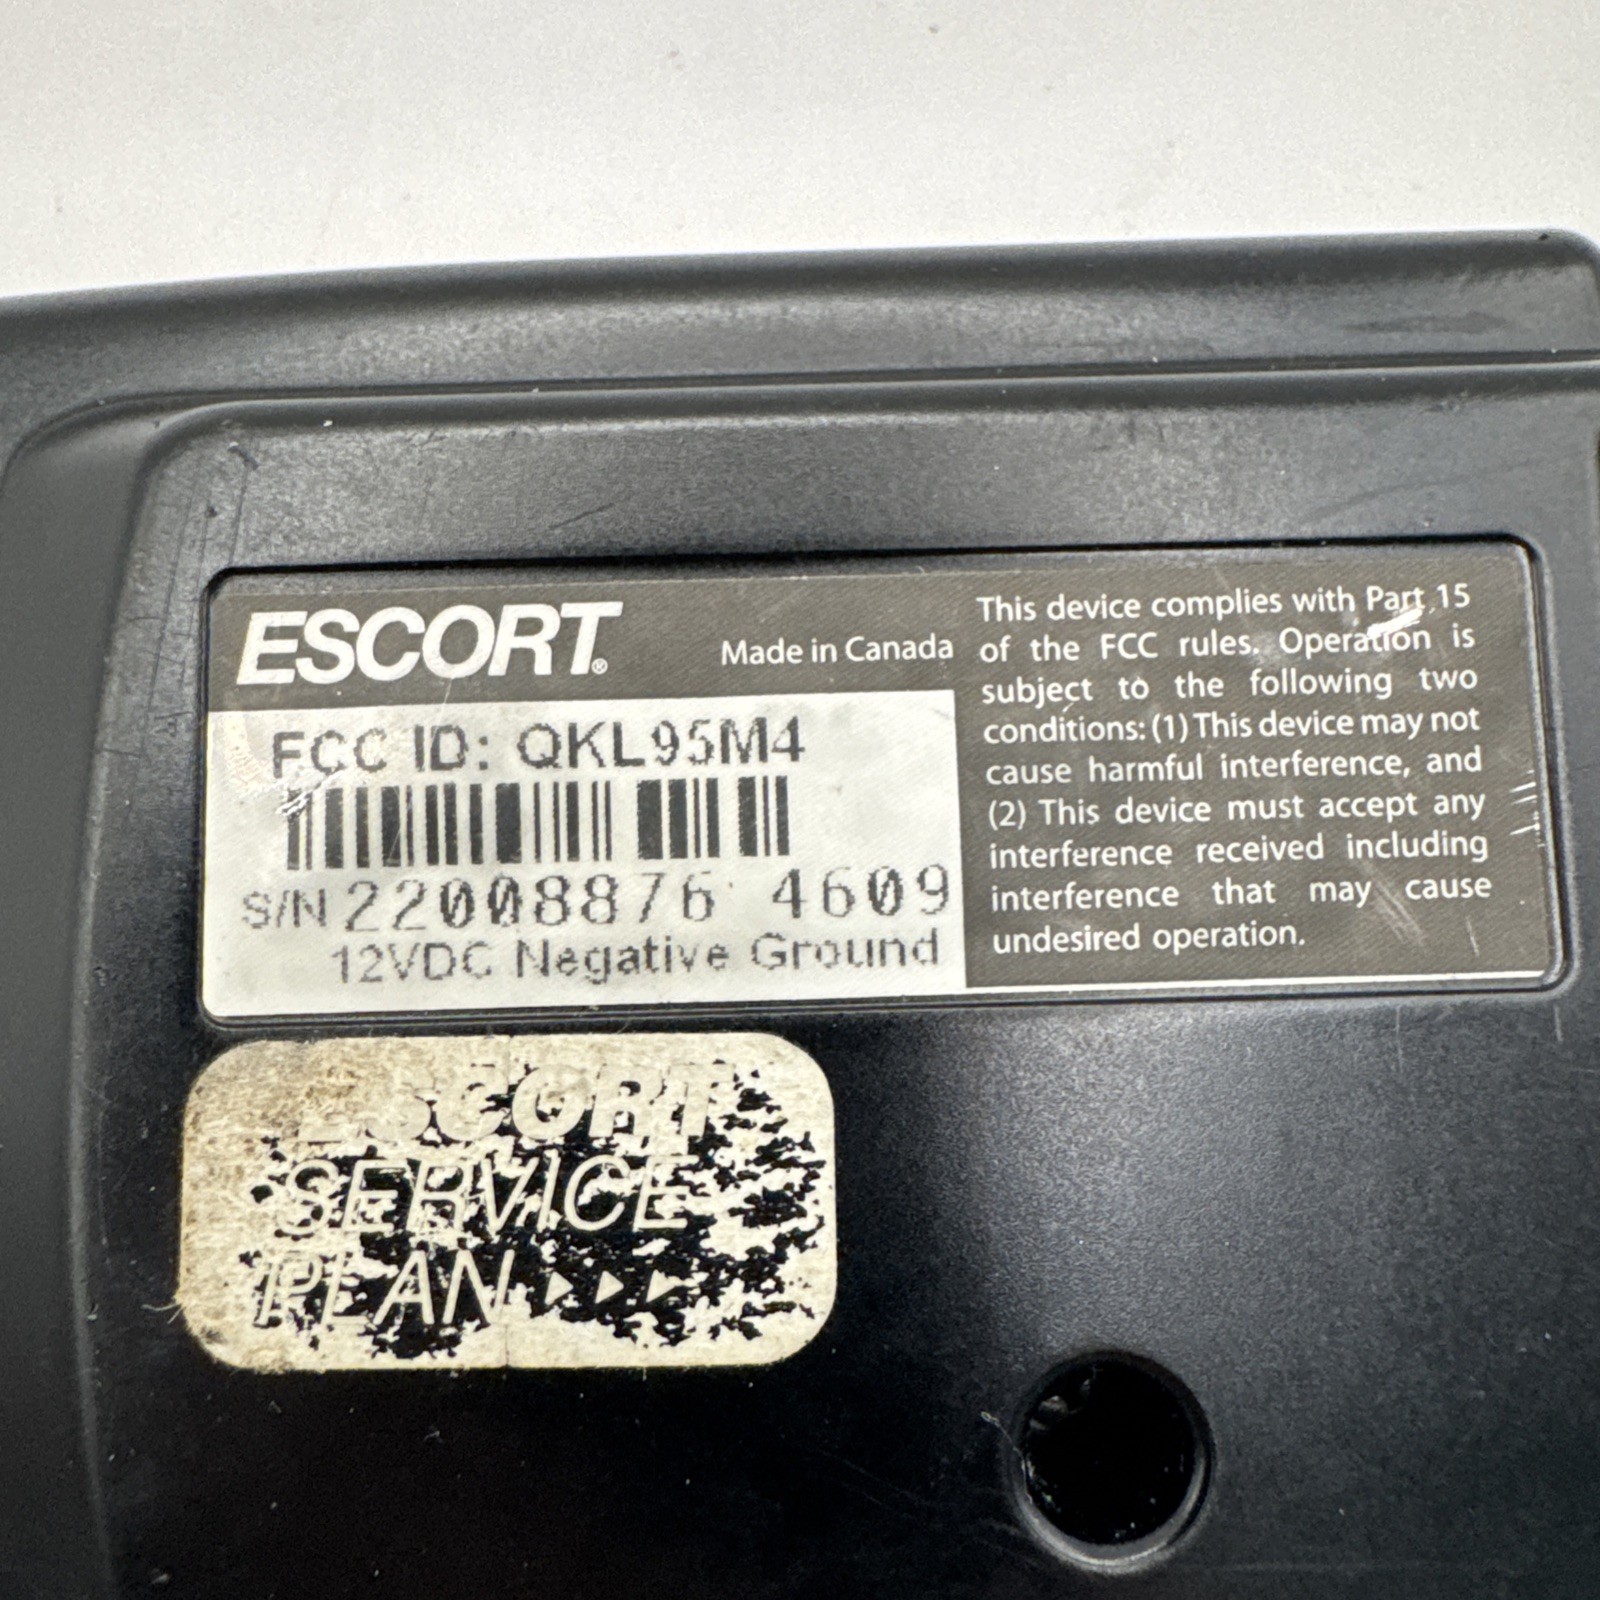 ESCORT®
Made in Canada
FCC ID: QKL95M4
S/N 22008876 4609
12VDC Negative Ground
This device complies with Part 15
of the FCC rules. Operation is
subject to the following two
conditions: (1) This device may not
cause harmful interference, and
(2) This device must accept any
interference received including
interference that may cause
undesired operation.
ESCORT
SERVICE
PLAN ▷▷▷